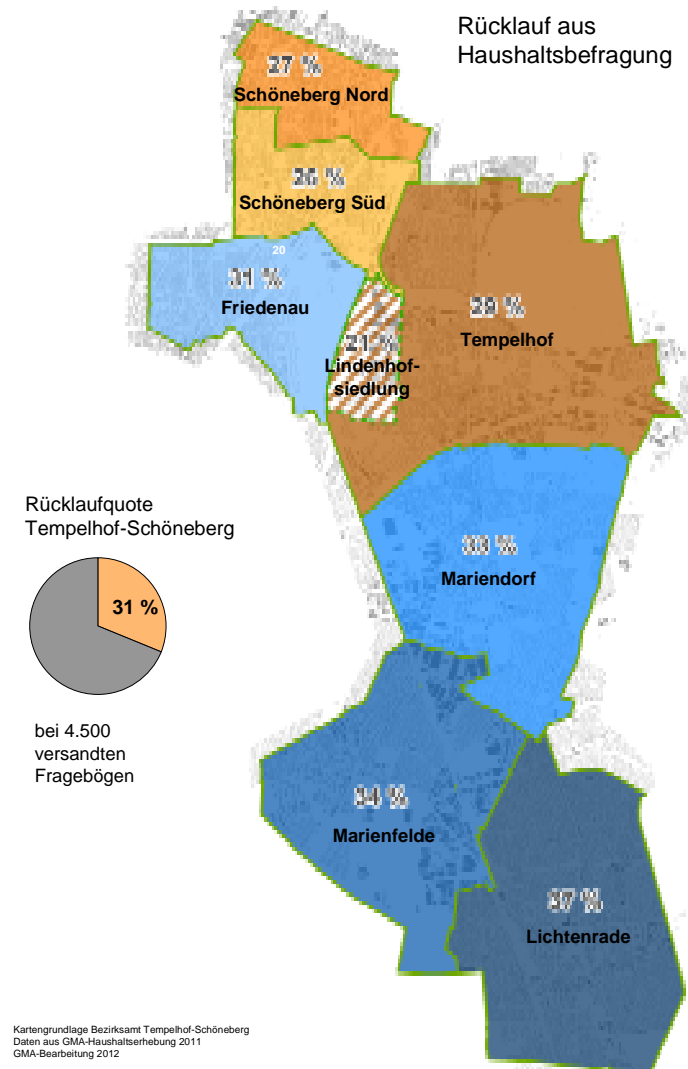 Rücklauf aus
Haushaltsbefragung
27 %
Schöneberg Nord
26 %
Schöneberg Süd
20
31 %
Friedenau
29 %
Tempelhof
21 %
Lindenhof-
siedlung
33 %
Mariendorf
Rücklaufquote
Tempelhof-Schöneberg
31 %
bei 4.500
versandten
Fragebögen
34 %
Marienfelde
37 %
Lichtenrade
Kartengrundlage Bezirksamt Tempelhof-Schöneberg
Daten aus GMA-Haushaltserhebung 2011
GMA-Bearbeitung 2012